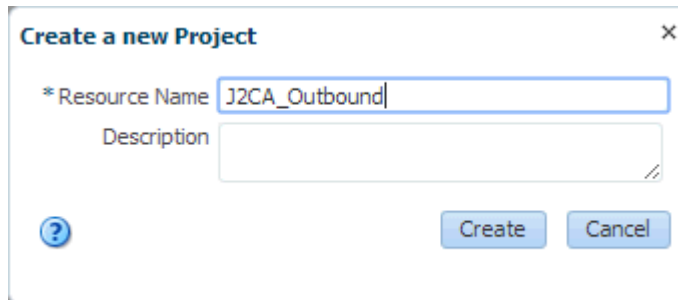 Create a new Project
* Resource Name J2CA_Outbound
Description
Create Cancel